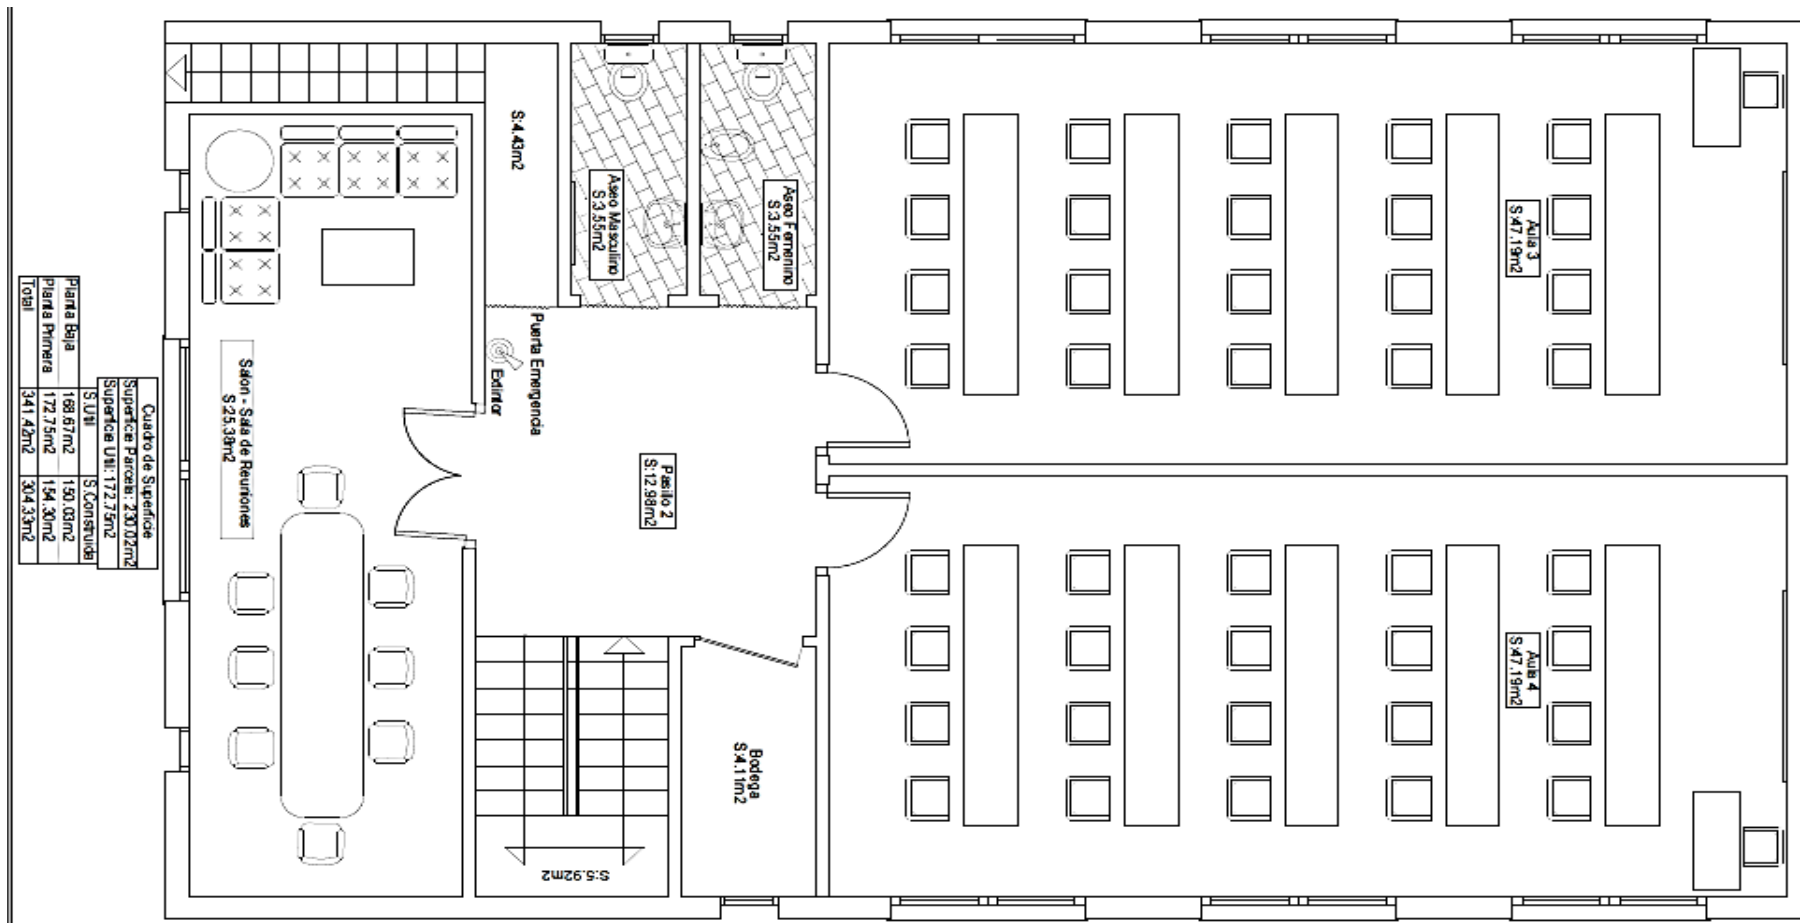 S:4.43m2
Aseo Masculino
S:3.55m2
Aseo Femenino
S:3.55m2
Aula 3
S:47.19m2
Puerta Emergencia
Extintor
Salón - Sala de Reuniones
S:25.38m2
Pasillo 2
S:12.98m2
Aula 4
S:47.19m2
Bodega
S:4.11m2
S:5.92m2
Cuadro de Superficie
Superficie Parcela: 230.02m2
Superficie Util: 172.75m2
S.Util S.Construida
Planta Baja 168.67m2 150.03m2
Planta Primera 172.75m2 154.30m2
Total 341.42m2 304.33m2